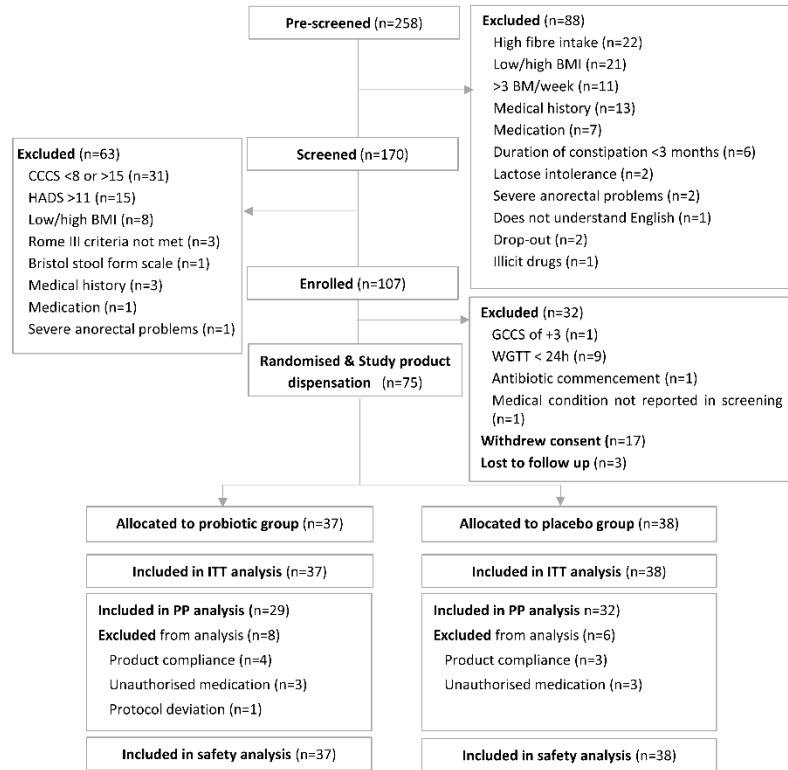 Pre-screened (n=258)
Excluded (n=88)
High fibre intake (n=22)
Low/high BMI (n=21)
>3 BM/week (n=11)
Medical history (n=13)
Medication (n=7)
Duration of constipation <3 months (n=6)
Lactose intolerance (n=2)
Severe anorectal problems (n=2)
Does not understand English (n=1)
Drop-out (n=2)
Illicit drugs (n=1)
Screened (n=170)
Excluded (n=63)
CCCS <8 or >15 (n=31)
HADS >11 (n=15)
Low/high BMI (n=8)
Rome III criteria not met (n=3)
Bristol stool form scale (n=1)
Medical history (n=3)
Medication (n=1)
Severe anorectal problems (n=1)
Enrolled (n=107)
Excluded (n=32)
GCCS of +3 (n=1)
WGTT < 24h (n=9)
Antibiotic commencement (n=1)
Medical condition not reported in screening
(n=1)
Withdrew consent (n=17)
Lost to follow up (n=3)
Randomised & Study product
dispensation (n=75)
Allocated to probiotic group (n=37)
Allocated to placebo group (n=38)
Included in ITT analysis (n=37)
Included in ITT analysis (n=38)
Included in PP analysis (n=29)
Excluded from analysis (n=8)
Product compliance (n=4)
Unauthorised medication (n=3)
Protocol deviation (n=1)
Included in PP analysis n=32)
Excluded from analysis (n=6)
Product compliance (n=3)
Unauthorised medication (n=3)
Included in safety analysis (n=37)
Included in safety analysis (n=38)